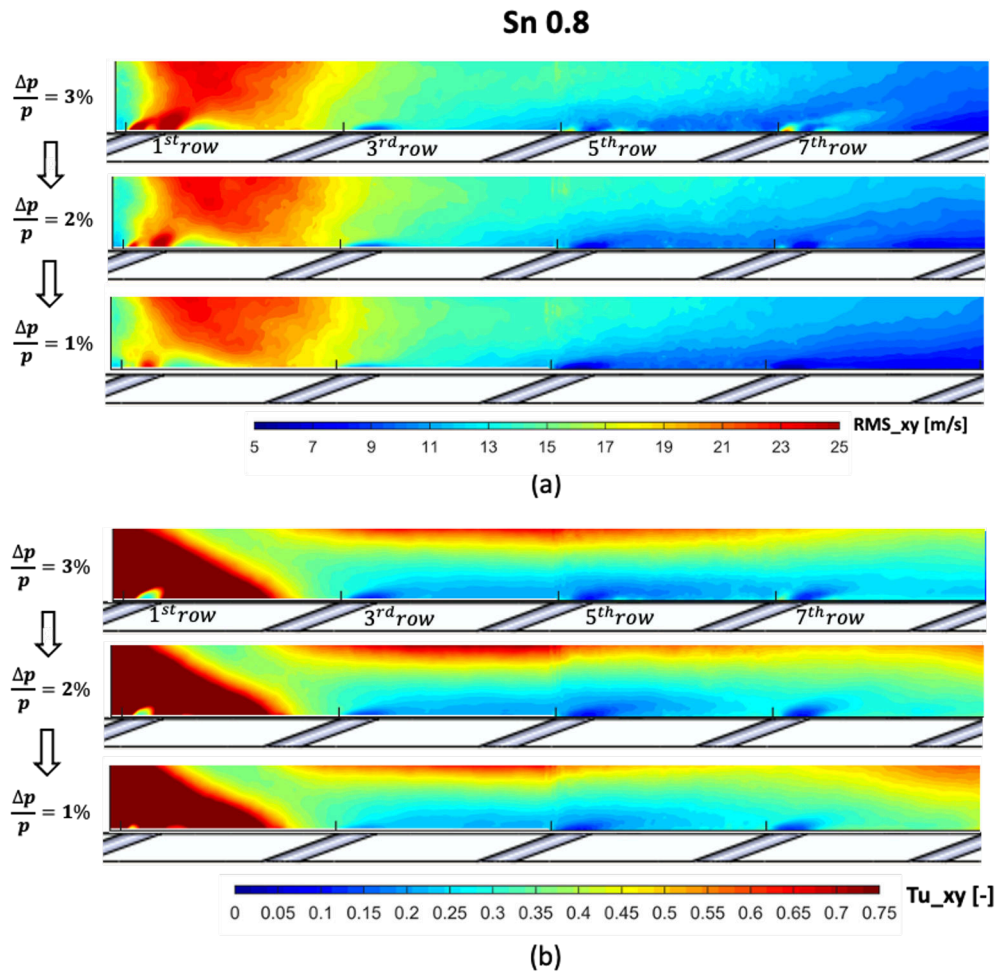 Sn 0.8
Δp/p = 3%
1st row 3rd row 5th row 7th row
Δp/p = 2%
Δp/p = 1%
RMS_xy [m/s]
5 7 9 11 13 15 17 19 21 23 25
(a)
Δp/p = 3%
1st row 3rd row 5th row 7th row
Δp/p = 2%
Δp/p = 1%
Tu_xy [-]
0 0.05 0.1 0.15 0.2 0.25 0.3 0.35 0.4 0.45 0.5 0.55 0.6 0.65 0.7 0.75
(b)